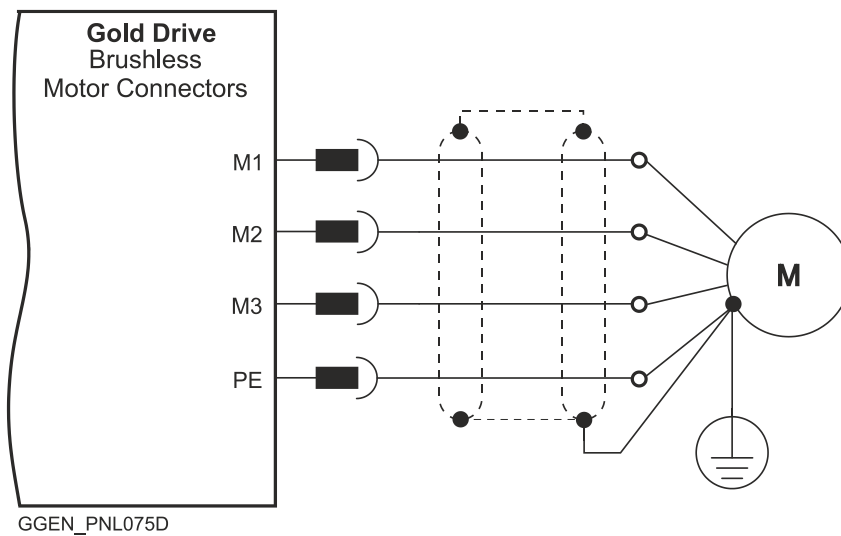 Gold Drive
Brushless
Motor Connectors
M1
M2
M3
PE
M
GGEN_PNL075D